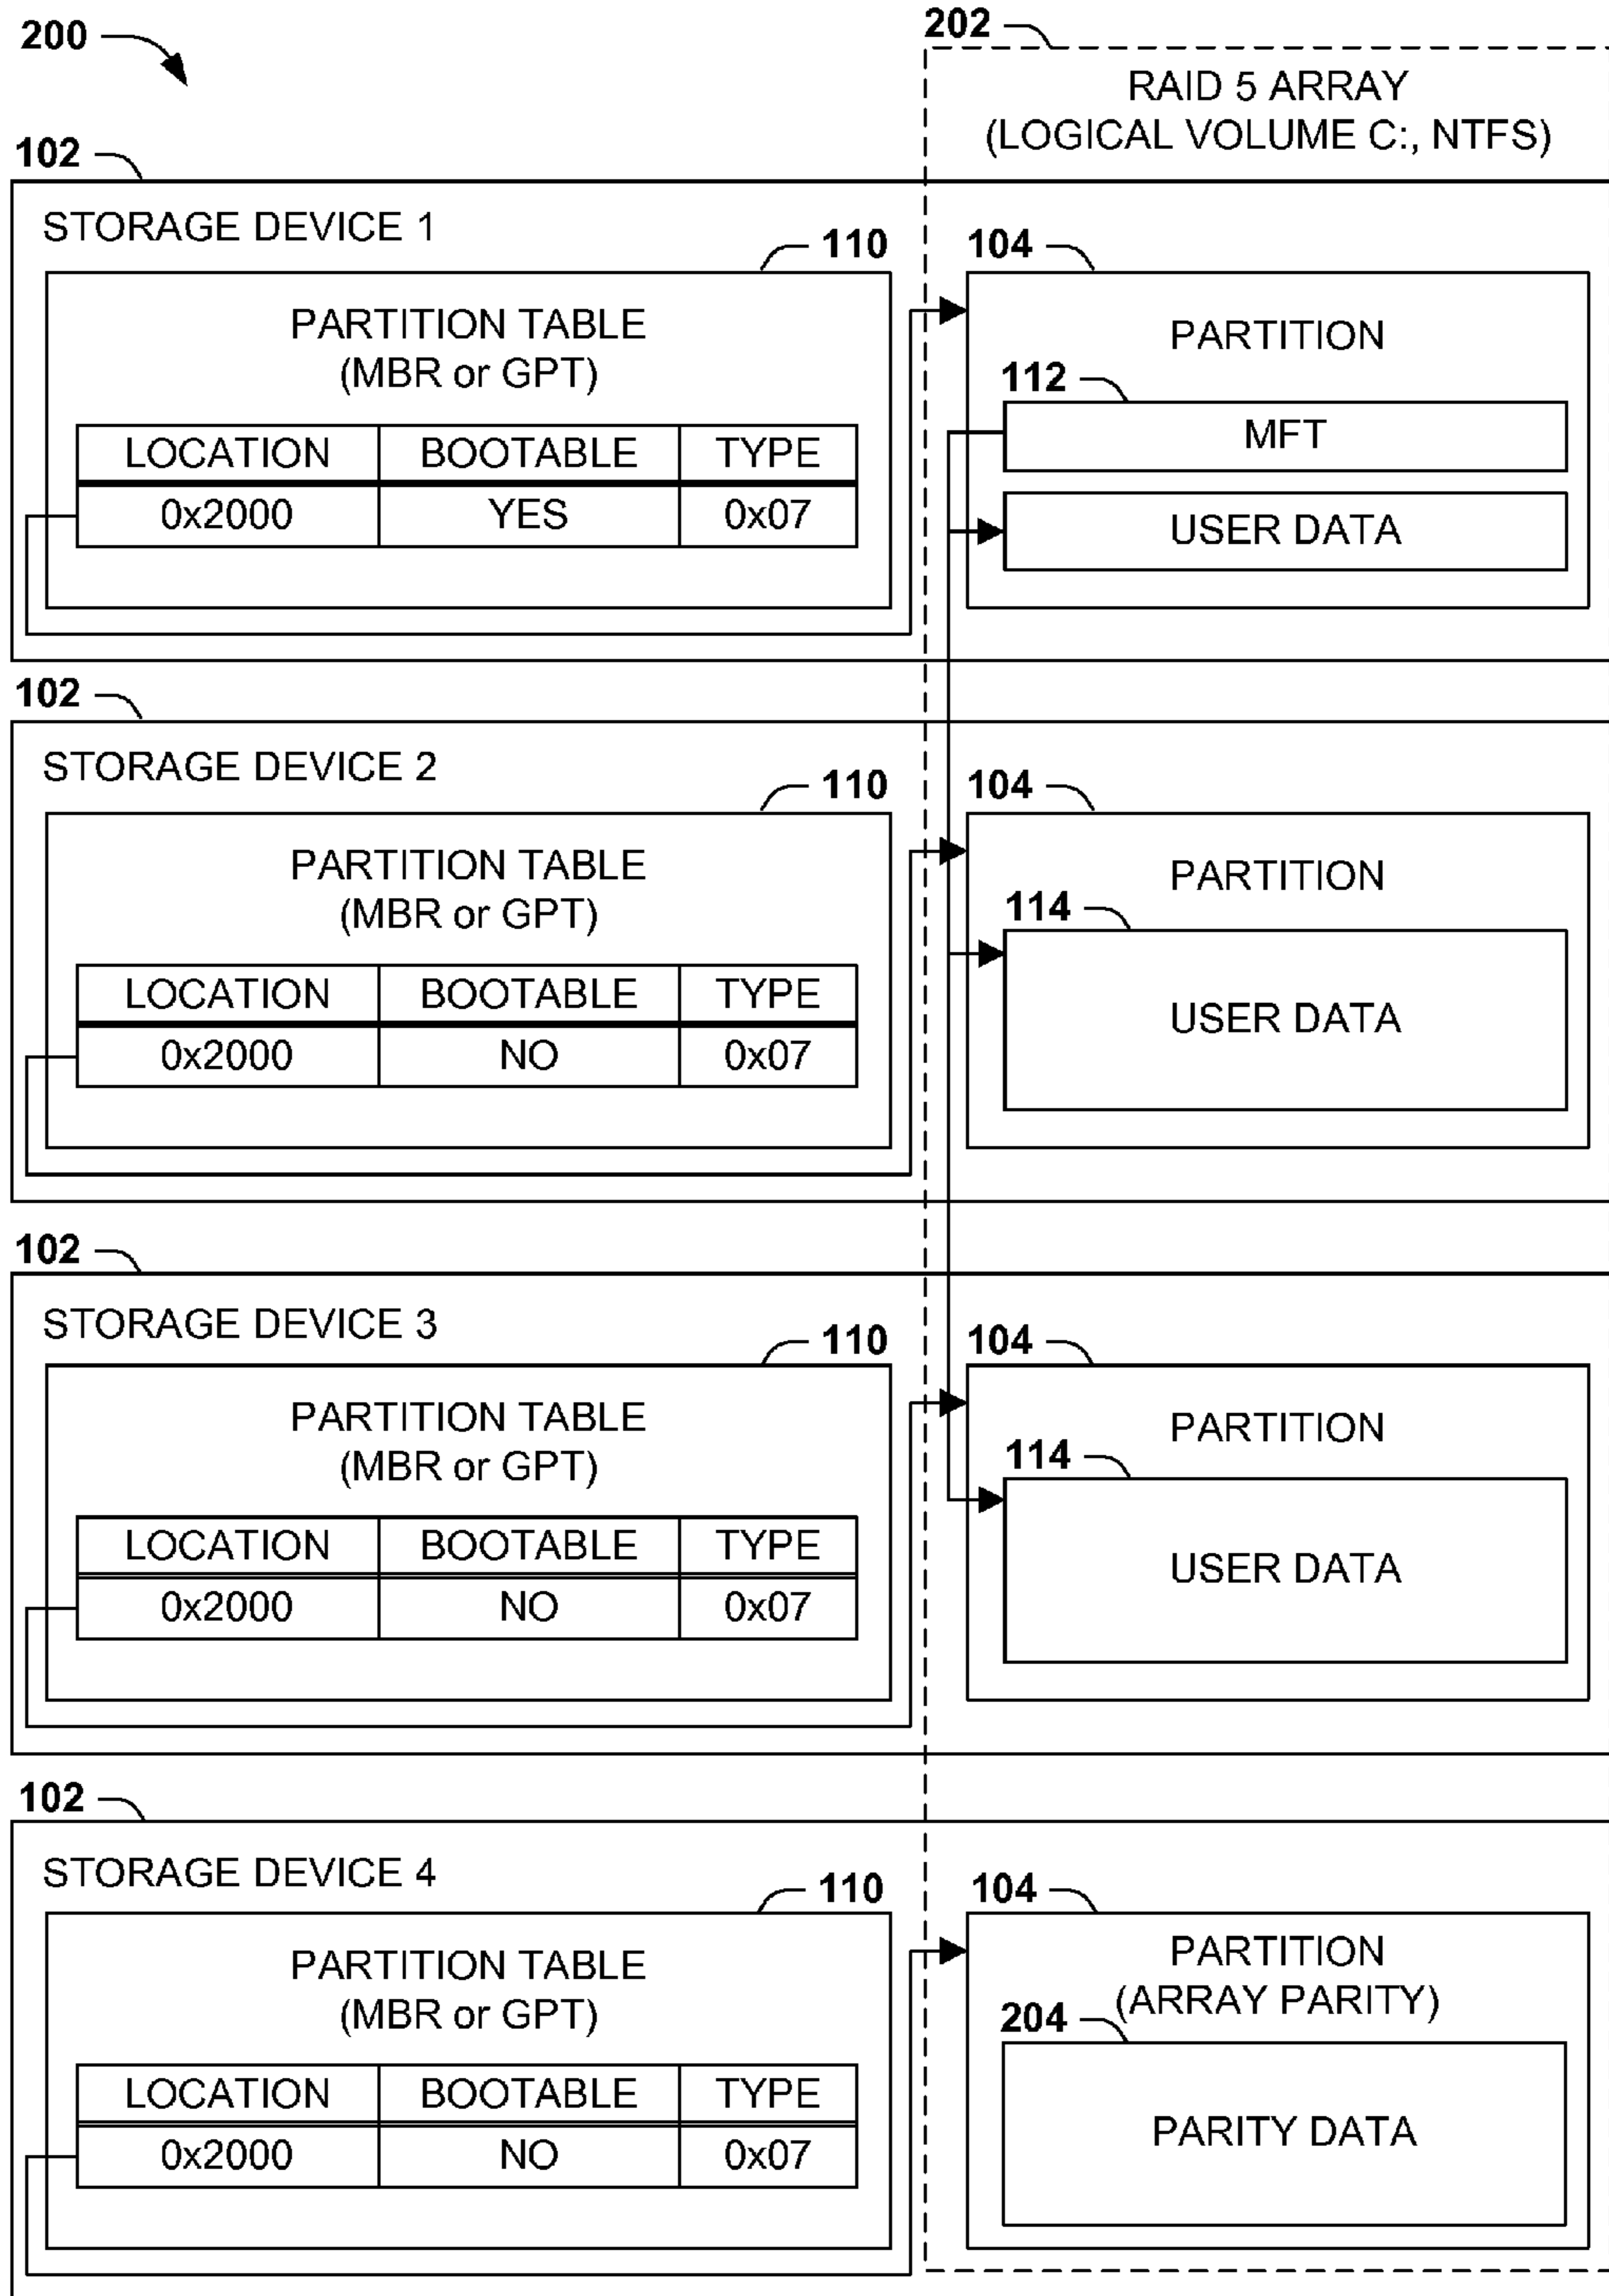 200
202
RAID 5 ARRAY
(LOGICAL VOLUME C:, NTFS)
102
STORAGE DEVICE 1
110
PARTITION TABLE
(MBR or GPT)
LOCATION BOOTABLE TYPE
0x2000 YES 0x07
104
PARTITION
112
MFT
USER DATA
102
STORAGE DEVICE 2
110
PARTITION TABLE
(MBR or GPT)
LOCATION BOOTABLE TYPE
0x2000 NO 0x07
104
PARTITION
114
USER DATA
102
STORAGE DEVICE 3
110
PARTITION TABLE
(MBR or GPT)
LOCATION BOOTABLE TYPE
0x2000 NO 0x07
104
PARTITION
114
USER DATA
102
STORAGE DEVICE 4
110
PARTITION TABLE
(MBR or GPT)
LOCATION BOOTABLE TYPE
0x2000 NO 0x07
104
PARTITION
(ARRAY PARITY)
204
PARITY DATA